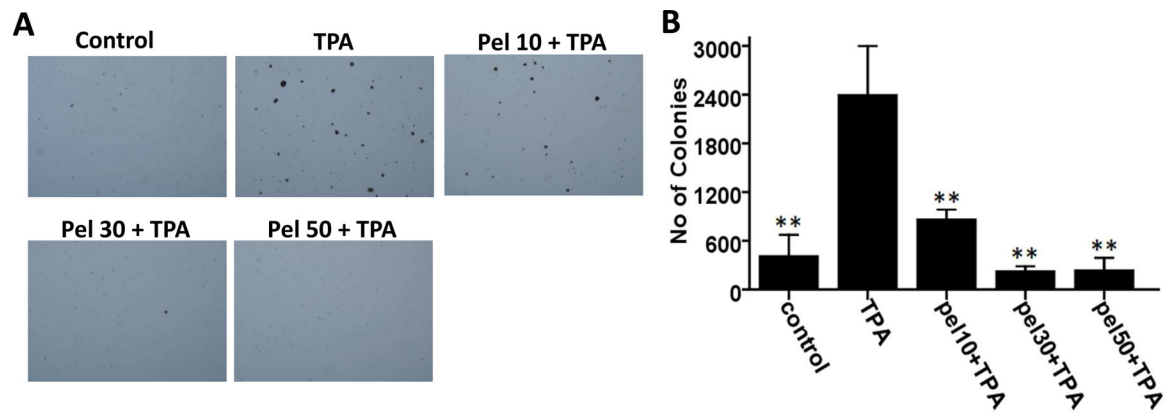 A
Control
TPA
Pel 10 + TPA
Pel 30 + TPA
Pel 50 + TPA
B
No of Colonies
3000
2400
1800
1200
600
0
**
**
**
**
control
TPA
pel10+TPA
pel30+TPA
pel50+TPA